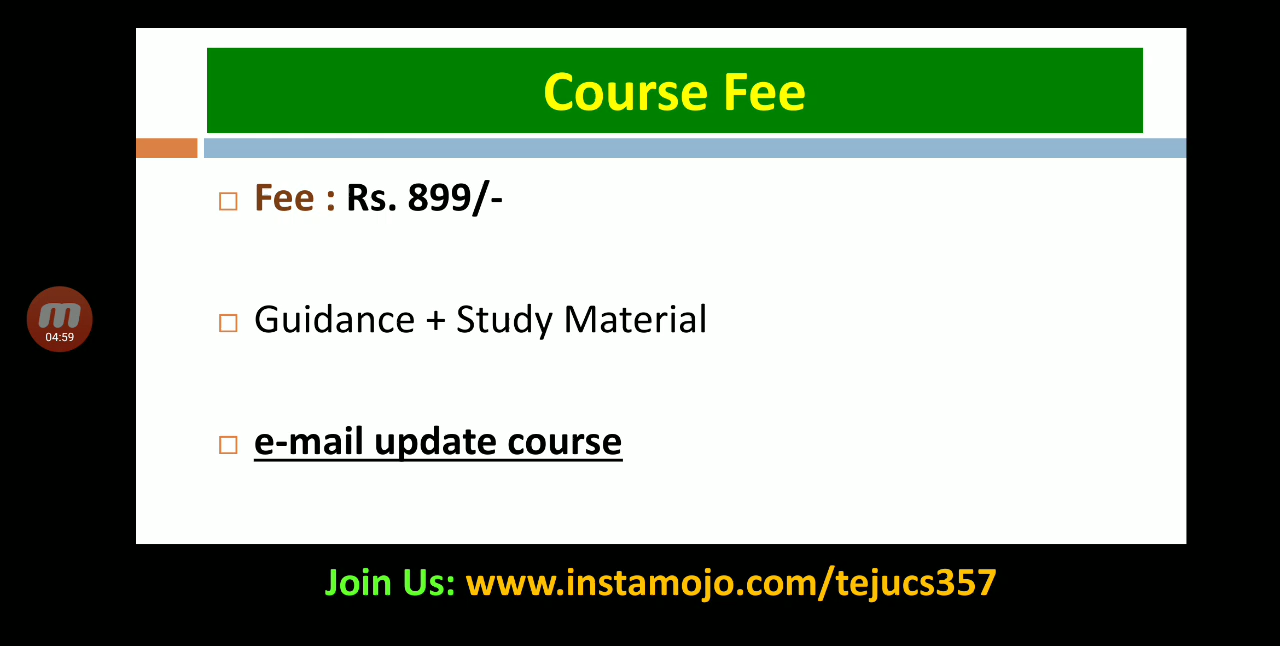 Course Fee
Fee : Rs. 899/-
Guidance + Study Material
e-mail update course
04:59
Join Us: www.instamojo.com/tejucs357